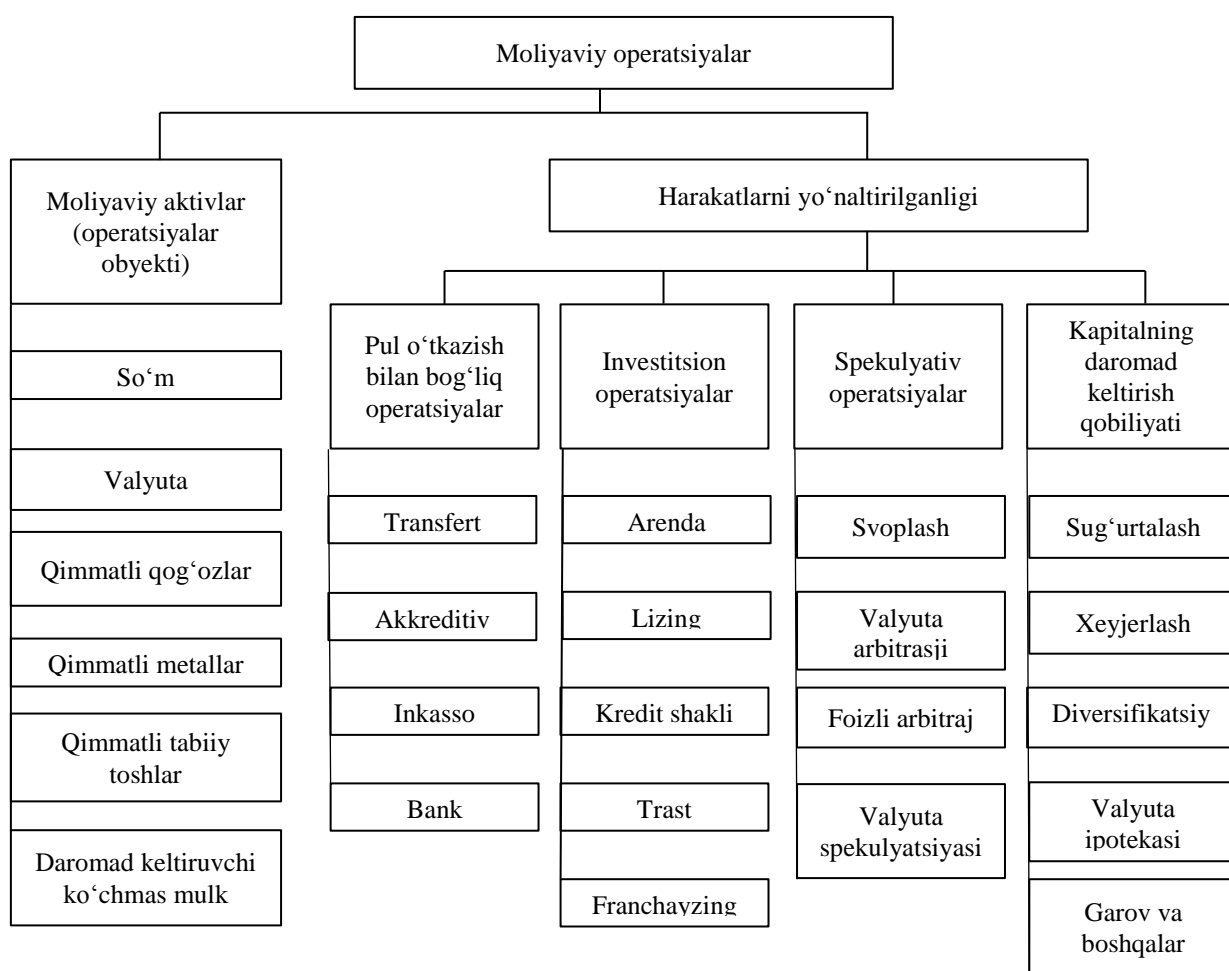 Moliyaviy operatsiyalar
Moliyaviy aktivlar
(operatsiyalar
obyekti)
Harakatlarni yo‘naltirilganligi
So‘m
Valyuta
Qimmatli qog‘ozlar
Qimmatli metallar
Qimmatli tabiiy
toshlar
Daromad keltiruvchi
ko‘chmas mulk
Pul o‘tkazish
bilan bog‘liq
operatsiyalar
Transfert
Akkreditiv
Inkasso
Bank
Investitsion
operatsiyalar
Arenda
Lizing
Kredit shakli
Trast
Franchayzing
Spekulyativ
operatsiyalar
Svoplash
Valyuta
arbitrasji
Foizli arbitraj
Valyuta
spekulyatsiyasi
Kapitalning
daromad
keltirish
qobiliyati
Sug‘urtalash
Xeyjerlash
Diversifikatsiy
Valyuta
ipotekasi
Garov va
boshqalar